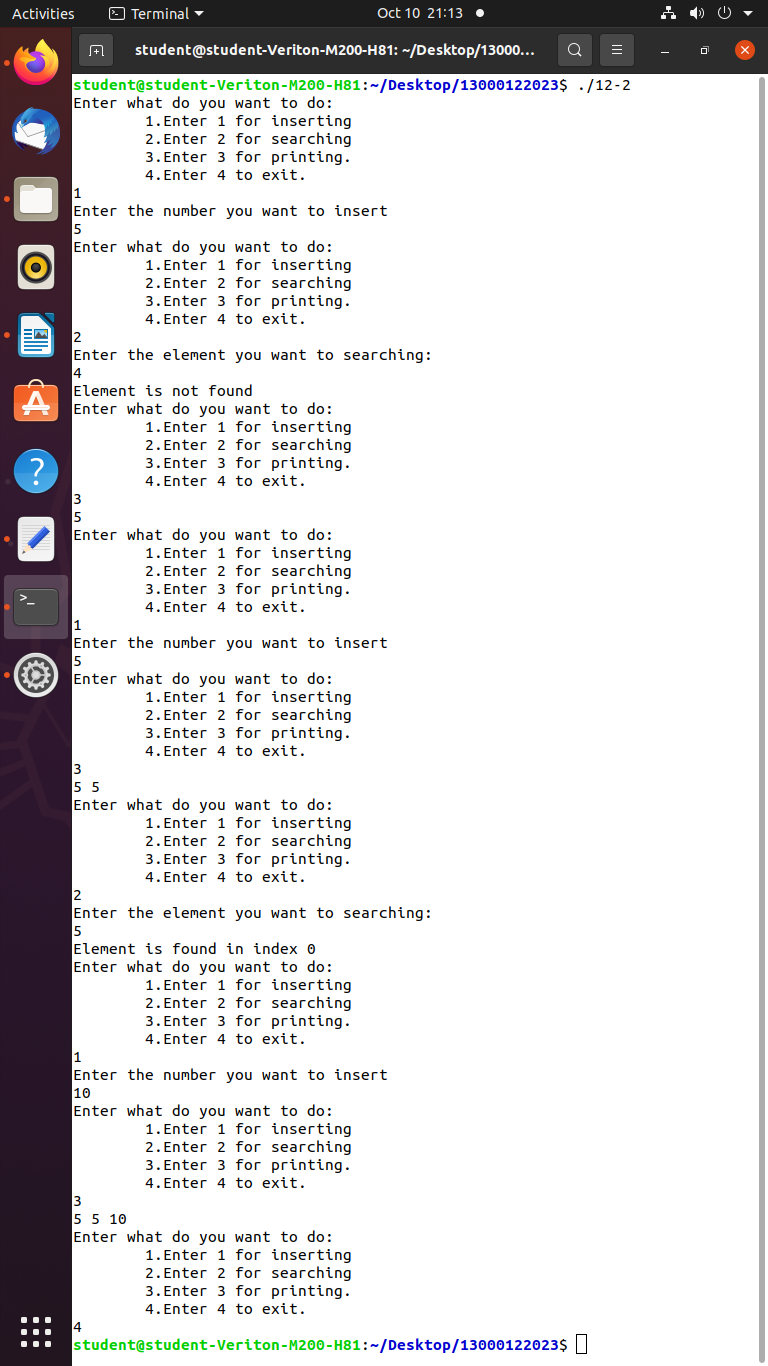 Activities Terminal Oct 10 21:13
student@student-Veriton-M200-H81: ~/Desktop/13000...
student@student-Veriton-M200-H81:~/Desktop/13000122023$ ./12-2
Enter what do you want to do:
        1.Enter 1 for inserting
        2.Enter 2 for searching
        3.Enter 3 for printing.
        4.Enter 4 to exit.
1
Enter the number you want to insert
5
Enter what do you want to do:
        1.Enter 1 for inserting
        2.Enter 2 for searching
        3.Enter 3 for printing.
        4.Enter 4 to exit.
2
Enter the element you want to searching:
4
Element is not found
Enter what do you want to do:
        1.Enter 1 for inserting
        2.Enter 2 for searching
        3.Enter 3 for printing.
        4.Enter 4 to exit.
3
5
Enter what do you want to do:
        1.Enter 1 for inserting
        2.Enter 2 for searching
        3.Enter 3 for printing.
        4.Enter 4 to exit.
1
Enter the number you want to insert
5
Enter what do you want to do:
        1.Enter 1 for inserting
        2.Enter 2 for searching
        3.Enter 3 for printing.
        4.Enter 4 to exit.
3
5 5
Enter what do you want to do:
        1.Enter 1 for inserting
        2.Enter 2 for searching
        3.Enter 3 for printing.
        4.Enter 4 to exit.
2
Enter the element you want to searching:
5
Element is found in index 0
Enter what do you want to do:
        1.Enter 1 for inserting
        2.Enter 2 for searching
        3.Enter 3 for printing.
        4.Enter 4 to exit.
1
Enter the number you want to insert
10
Enter what do you want to do:
        1.Enter 1 for inserting
        2.Enter 2 for searching
        3.Enter 3 for printing.
        4.Enter 4 to exit.
3
5 5 10
Enter what do you want to do:
        1.Enter 1 for inserting
        2.Enter 2 for searching
        3.Enter 3 for printing.
        4.Enter 4 to exit.
4
student@student-Veriton-M200-H81:~/Desktop/13000122023$